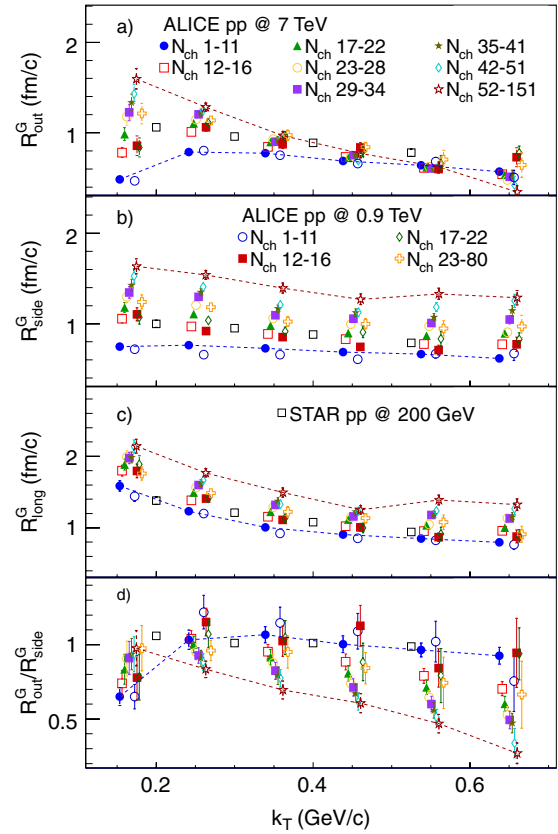 a) ALICE pp @ 7 TeV
N_ch 1-11 N_ch 17-22 N_ch 35-41
N_ch 12-16 N_ch 23-28 N_ch 42-51
N_ch 29-34 N_ch 52-151
R^G_out (fm/c)
2
1
b) ALICE pp @ 0.9 TeV
N_ch 1-11 N_ch 17-22
N_ch 12-16 N_ch 23-80
R^G_side (fm/c)
2
1
c) STAR pp @ 200 GeV
R^G_long (fm/c)
2
1
d)
R^G_out/R^G_side
1
0.5
0.2 0.4 0.6
k_T (GeV/c)